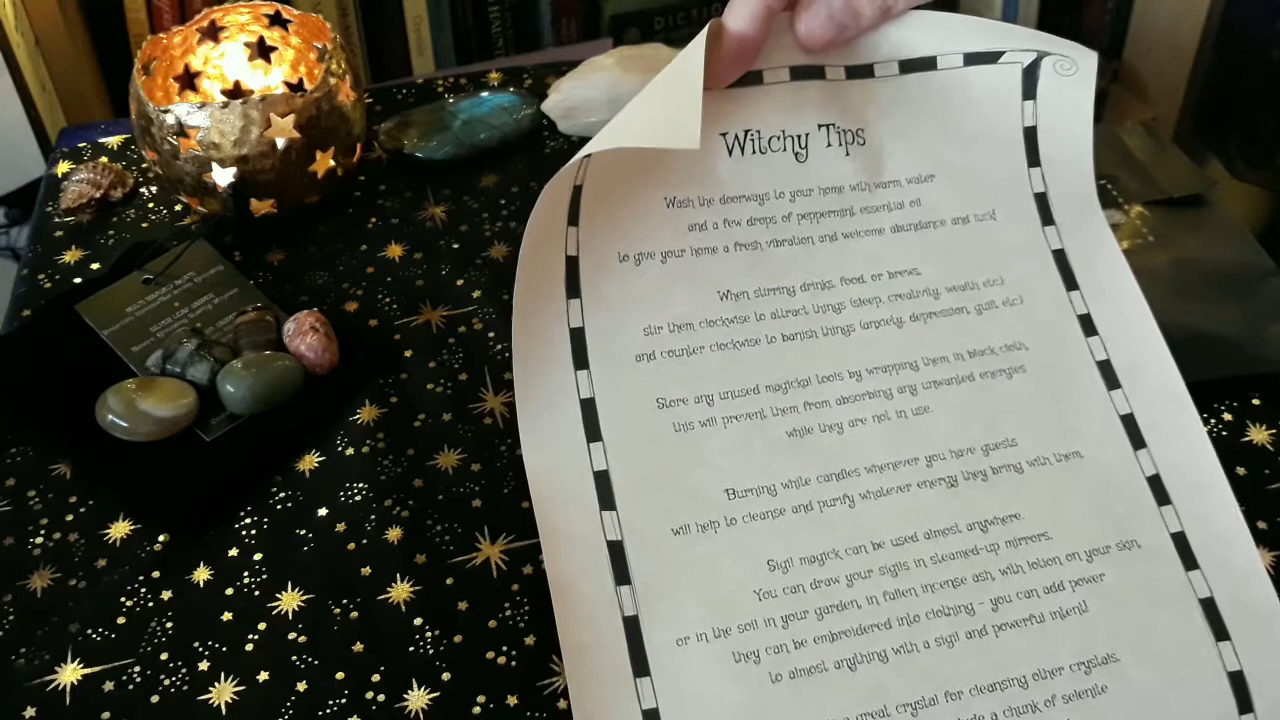 DICTIO
Witchy Tips
Wash the doorways to your home with warm water
and a few drops of peppermint essential oil
to give your home a fresh vibration and welcome abundance and luck!
When stirring drinks, food, or brews,
stir them clockwise to attract things (sleep, creativity, wealth etc)
and counter clockwise to banish things (anxiety, depression, guilt, etc)
Store any unused magickal tools by wrapping them in black cloth,
this will prevent them from absorbing any unwanted energies
while they are not in use.
Burning white candles whenever you have guests
will help to cleanse and purify whatever energy they bring with them.
Sigil magick can be used almost anywhere.
You can draw your sigils in steamed-up mirrors,
or in the soil in your garden, in fallen incense ash, with lotion on your skin,
they can be embroidered into clothing - you can add power
to almost anything with a sigil and powerful intent!
great crystal for cleansing other crystals,
a chunk of selenite